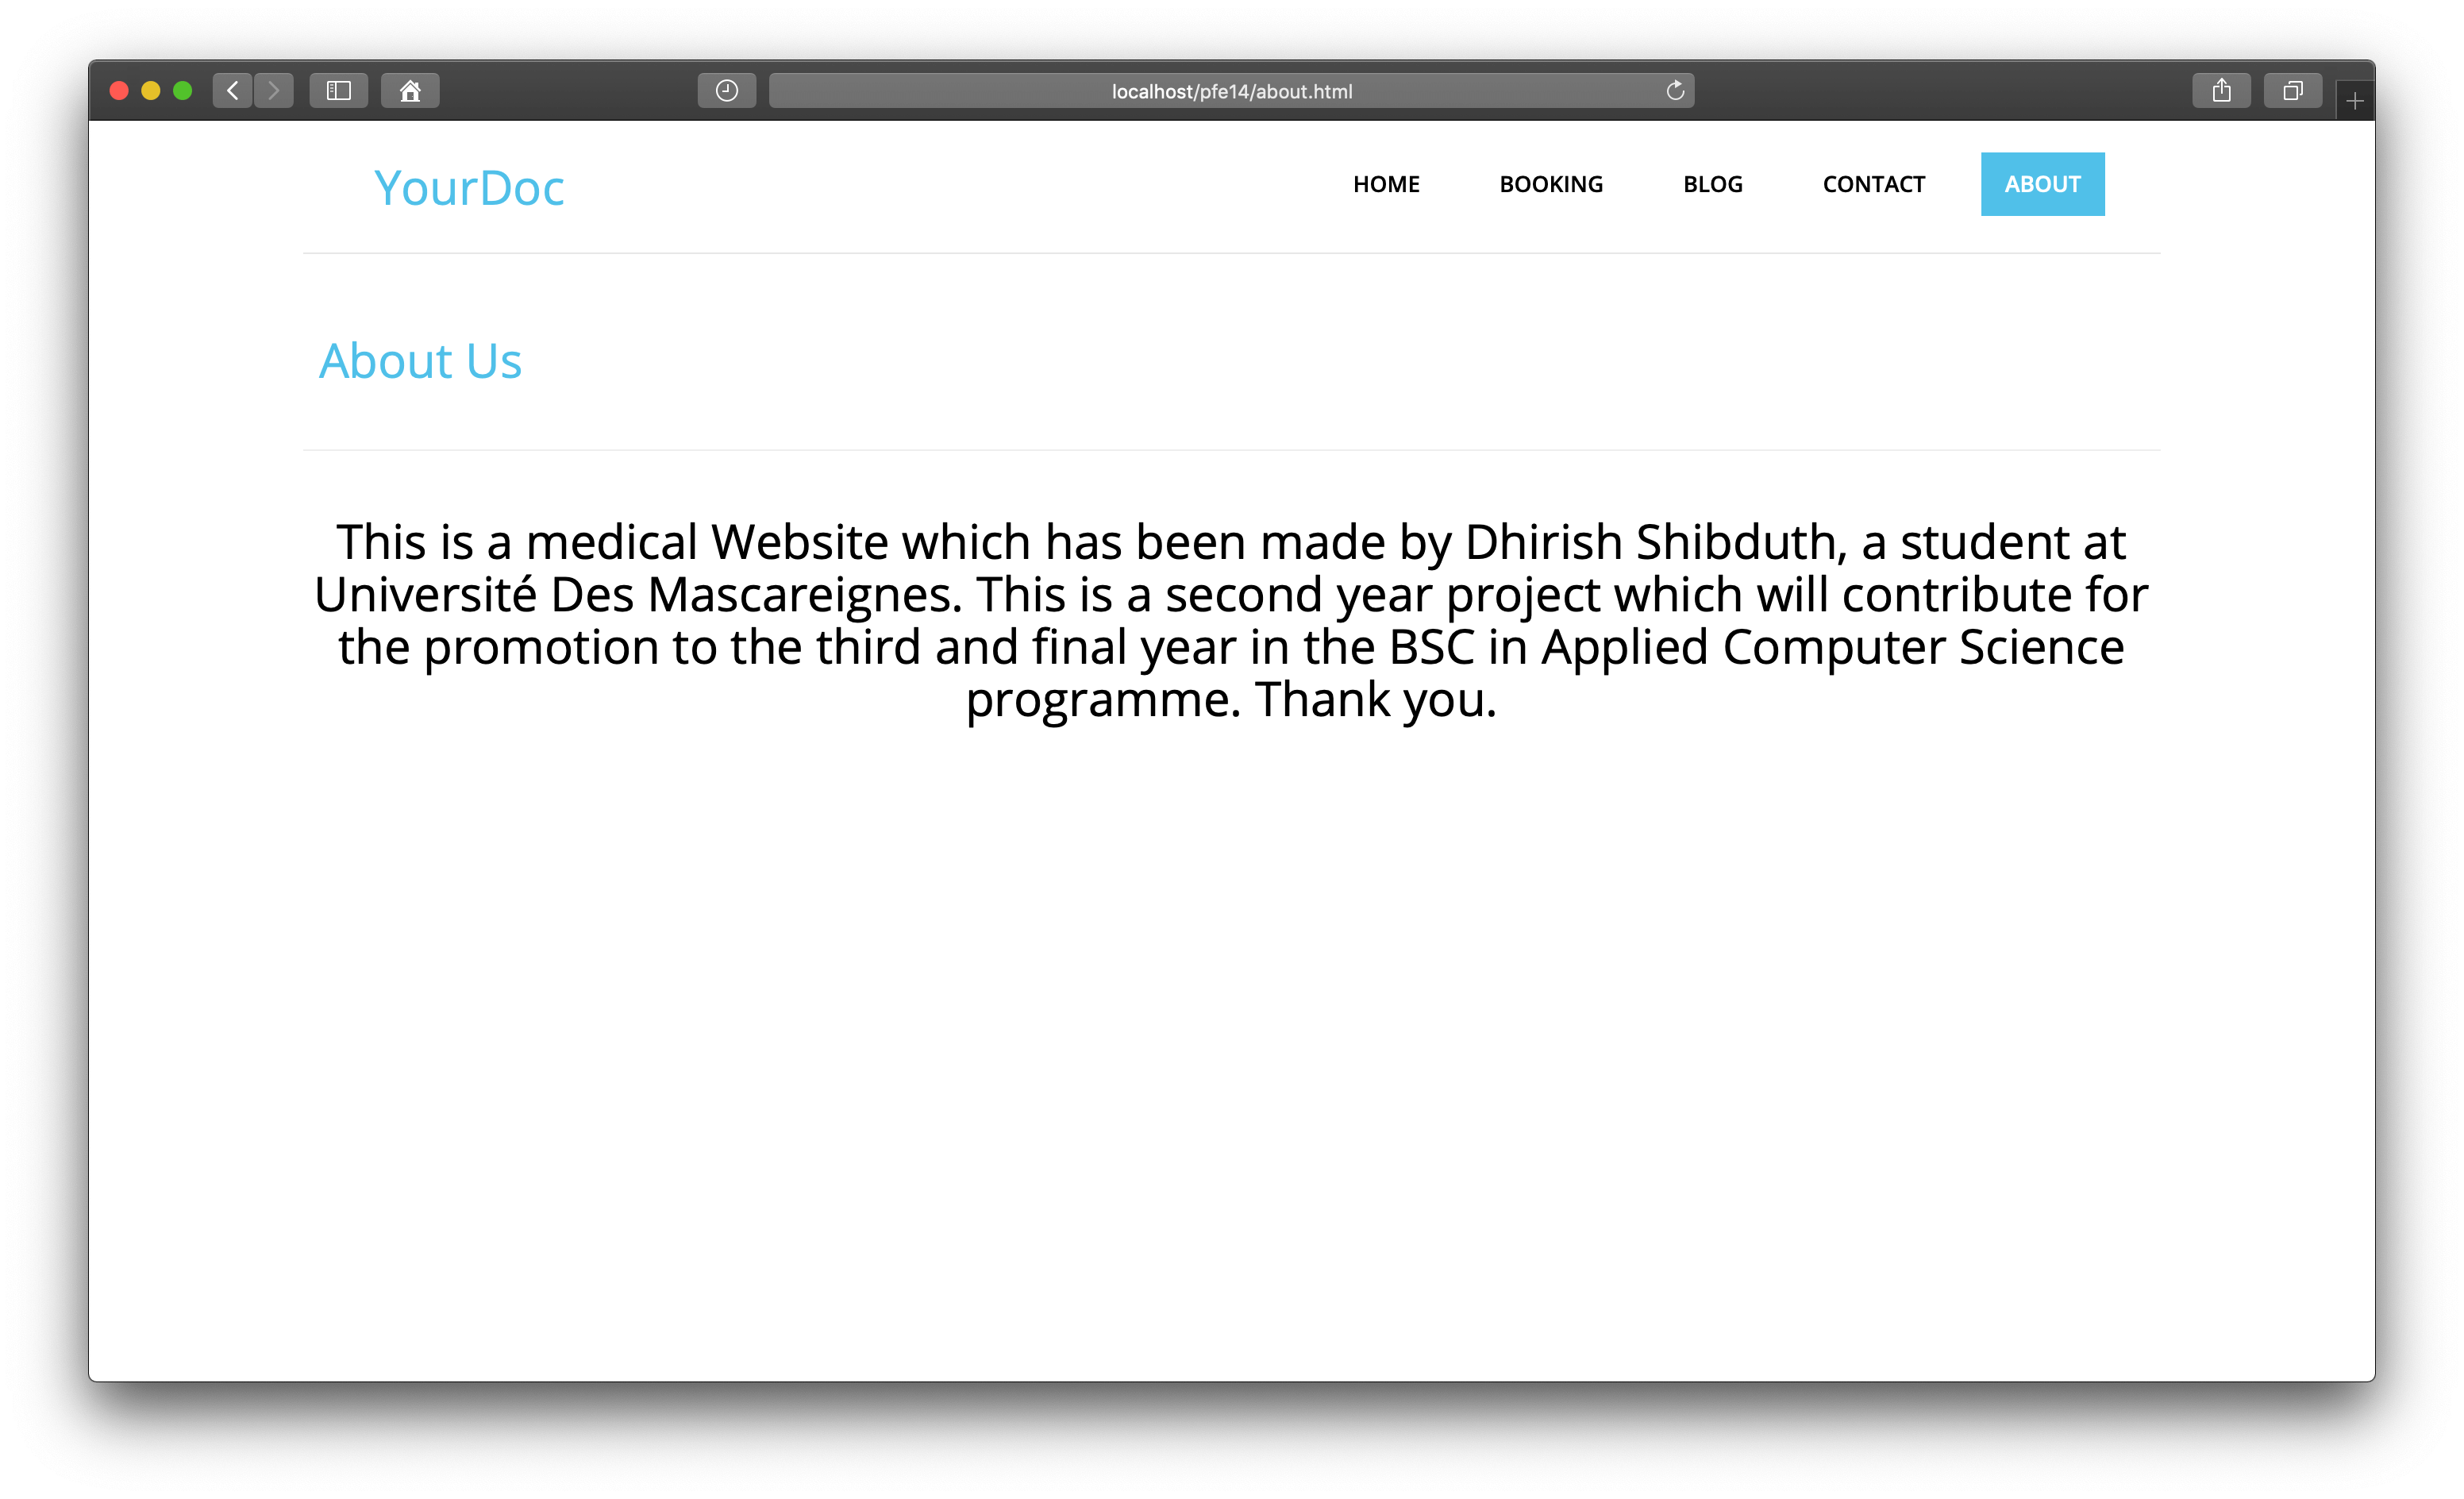 localhost/pfe14/about.html
YourDoc
HOME BOOKING BLOG CONTACT ABOUT
About Us
This is a medical Website which has been made by Dhirish Shibduth, a student at
Université Des Mascareignes. This is a second year project which will contribute for
the promotion to the third and final year in the BSC in Applied Computer Science
programme. Thank you.